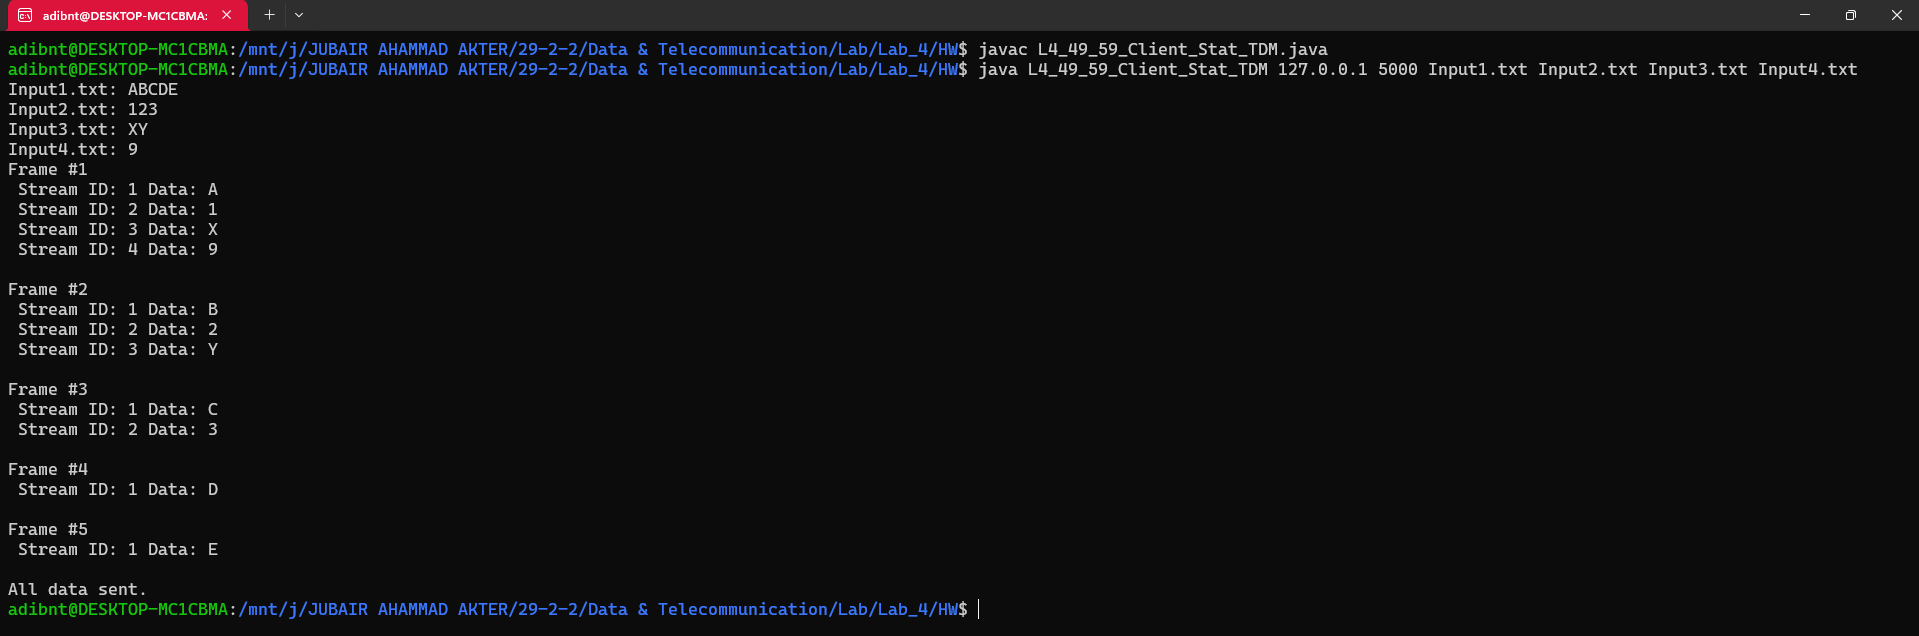 adibnt@DESKTOP-MC1CBMA:
adibnt@DESKTOP-MC1CBMA:/mnt/j/JUBAIR AHAMMAD AKTER/29-2-2/Data & Telecommunication/Lab/Lab_4/HW$ javac L4_49_59_Client_Stat_TDM.java
adibnt@DESKTOP-MC1CBMA:/mnt/j/JUBAIR AHAMMAD AKTER/29-2-2/Data & Telecommunication/Lab/Lab_4/HW$ java L4_49_59_Client_Stat_TDM 127.0.0.1 5000 Input1.txt Input2.txt Input3.txt Input4.txt
Input1.txt: ABCDE
Input2.txt: 123
Input3.txt: XY
Input4.txt: 9
Frame #1
 Stream ID: 1 Data: A
 Stream ID: 2 Data: 1
 Stream ID: 3 Data: X
 Stream ID: 4 Data: 9

Frame #2
 Stream ID: 1 Data: B
 Stream ID: 2 Data: 2
 Stream ID: 3 Data: Y

Frame #3
 Stream ID: 1 Data: C
 Stream ID: 2 Data: 3

Frame #4
 Stream ID: 1 Data: D

Frame #5
 Stream ID: 1 Data: E

All data sent.
adibnt@DESKTOP-MC1CBMA:/mnt/j/JUBAIR AHAMMAD AKTER/29-2-2/Data & Telecommunication/Lab/Lab_4/HW$